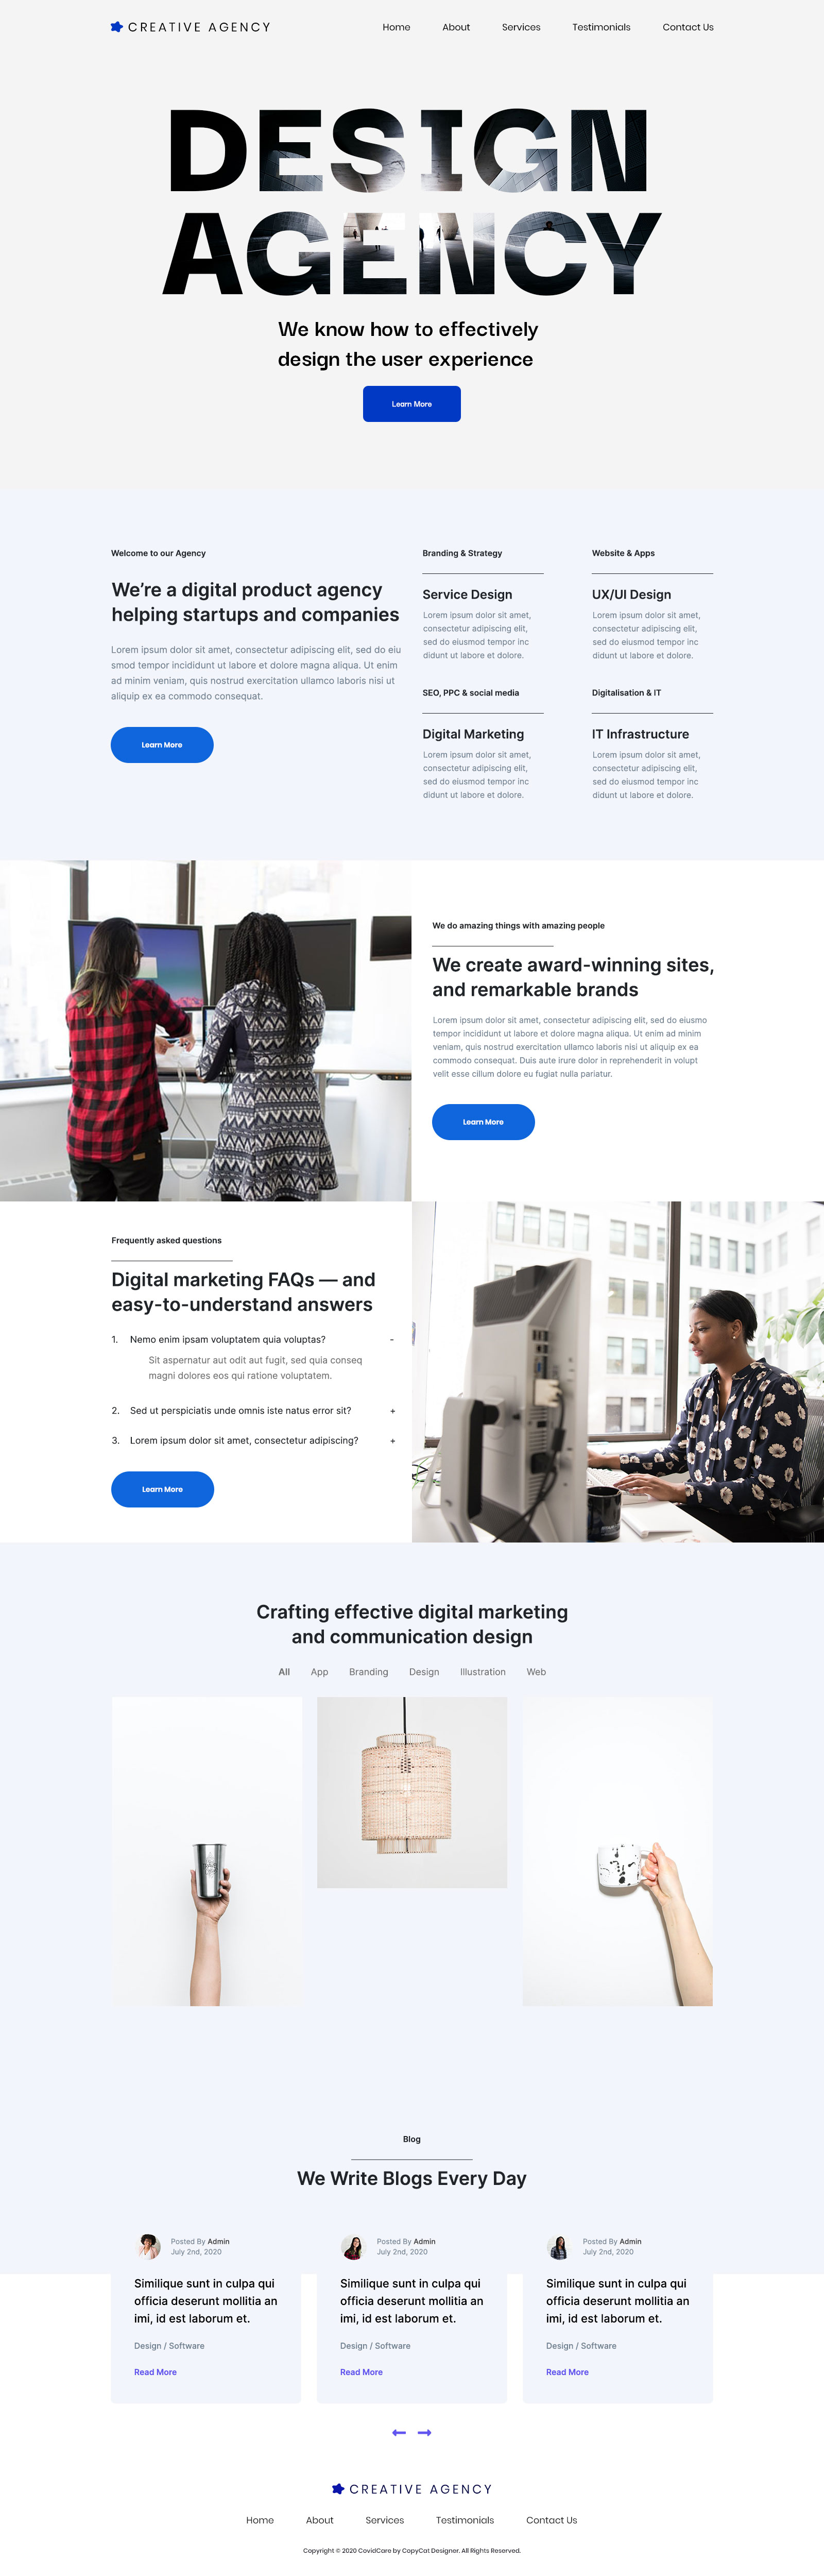 CREATIVE AGENCY
Home About Services Testimonials Contact Us
DESIGN
AGENCY
We know how to effectively
design the user experience
Learn More
Welcome to our Agency
We’re a digital product agency
helping startups and companies
Lorem ipsum dolor sit amet, consectetur adipiscing elit, sed do eiu
smod tempor incididunt ut labore et dolore magna aliqua. Ut enim
ad minim veniam, quis nostrud exercitation ullamco laboris nisi ut
aliquip ex ea commodo consequat.
Learn More
Branding & Strategy
Service Design
Lorem ipsum dolor sit amet,
consectetur adipiscing elit,
sed do eiusmod tempor inc
didunt ut labore et dolore.
Website & Apps
UX/UI Design
Lorem ipsum dolor sit amet,
consectetur adipiscing elit,
sed do eiusmod tempor inc
didunt ut labore et dolore.
SEO, PPC & social media
Digital Marketing
Lorem ipsum dolor sit amet,
consectetur adipiscing elit,
sed do eiusmod tempor inc
didunt ut labore et dolore.
Digitalisation & IT
IT Infrastructure
Lorem ipsum dolor sit amet,
consectetur adipiscing elit,
sed do eiusmod tempor inc
didunt ut labore et dolore.
We do amazing things with amazing people
We create award-winning sites,
and remarkable brands
Lorem ipsum dolor sit amet, consectetur adipiscing elit, sed do eiusmo
tempor incididunt ut labore et dolore magna aliqua. Ut enim ad minim
veniam, quis nostrud exercitation ullamco laboris nisi ut aliquip ex ea
commodo consequat. Duis aute irure dolor in reprehenderit in volupt
velit esse cillum dolore eu fugiat nulla pariatur.
Learn More
Frequently asked questions
Digital marketing FAQs — and
easy-to-understand answers
1. Nemo enim ipsam voluptatem quia voluptas? -
Sit aspernatur aut odit aut fugit, sed quia conseq
magni dolores eos qui ratione voluptatem.
2. Sed ut perspiciatis unde omnis iste natus error sit? +
3. Lorem ipsum dolor sit amet, consectetur adipiscing? +
Learn More
Crafting effective digital marketing
and communication design
All App Branding Design Illustration Web
Blog
We Write Blogs Every Day
Posted By Admin
July 2nd, 2020
Similique sunt in culpa qui
officia deserunt mollitia an
imi, id est laborum et.
Design / Software
Read More
Posted By Admin
July 2nd, 2020
Similique sunt in culpa qui
officia deserunt mollitia an
imi, id est laborum et.
Design / Software
Read More
Posted By Admin
July 2nd, 2020
Similique sunt in culpa qui
officia deserunt mollitia an
imi, id est laborum et.
Design / Software
Read More
CREATIVE AGENCY
Home About Services Testimonials Contact Us
Copyright © 2020 CovidCare by CopyCat Designer. All Rights Reserved.